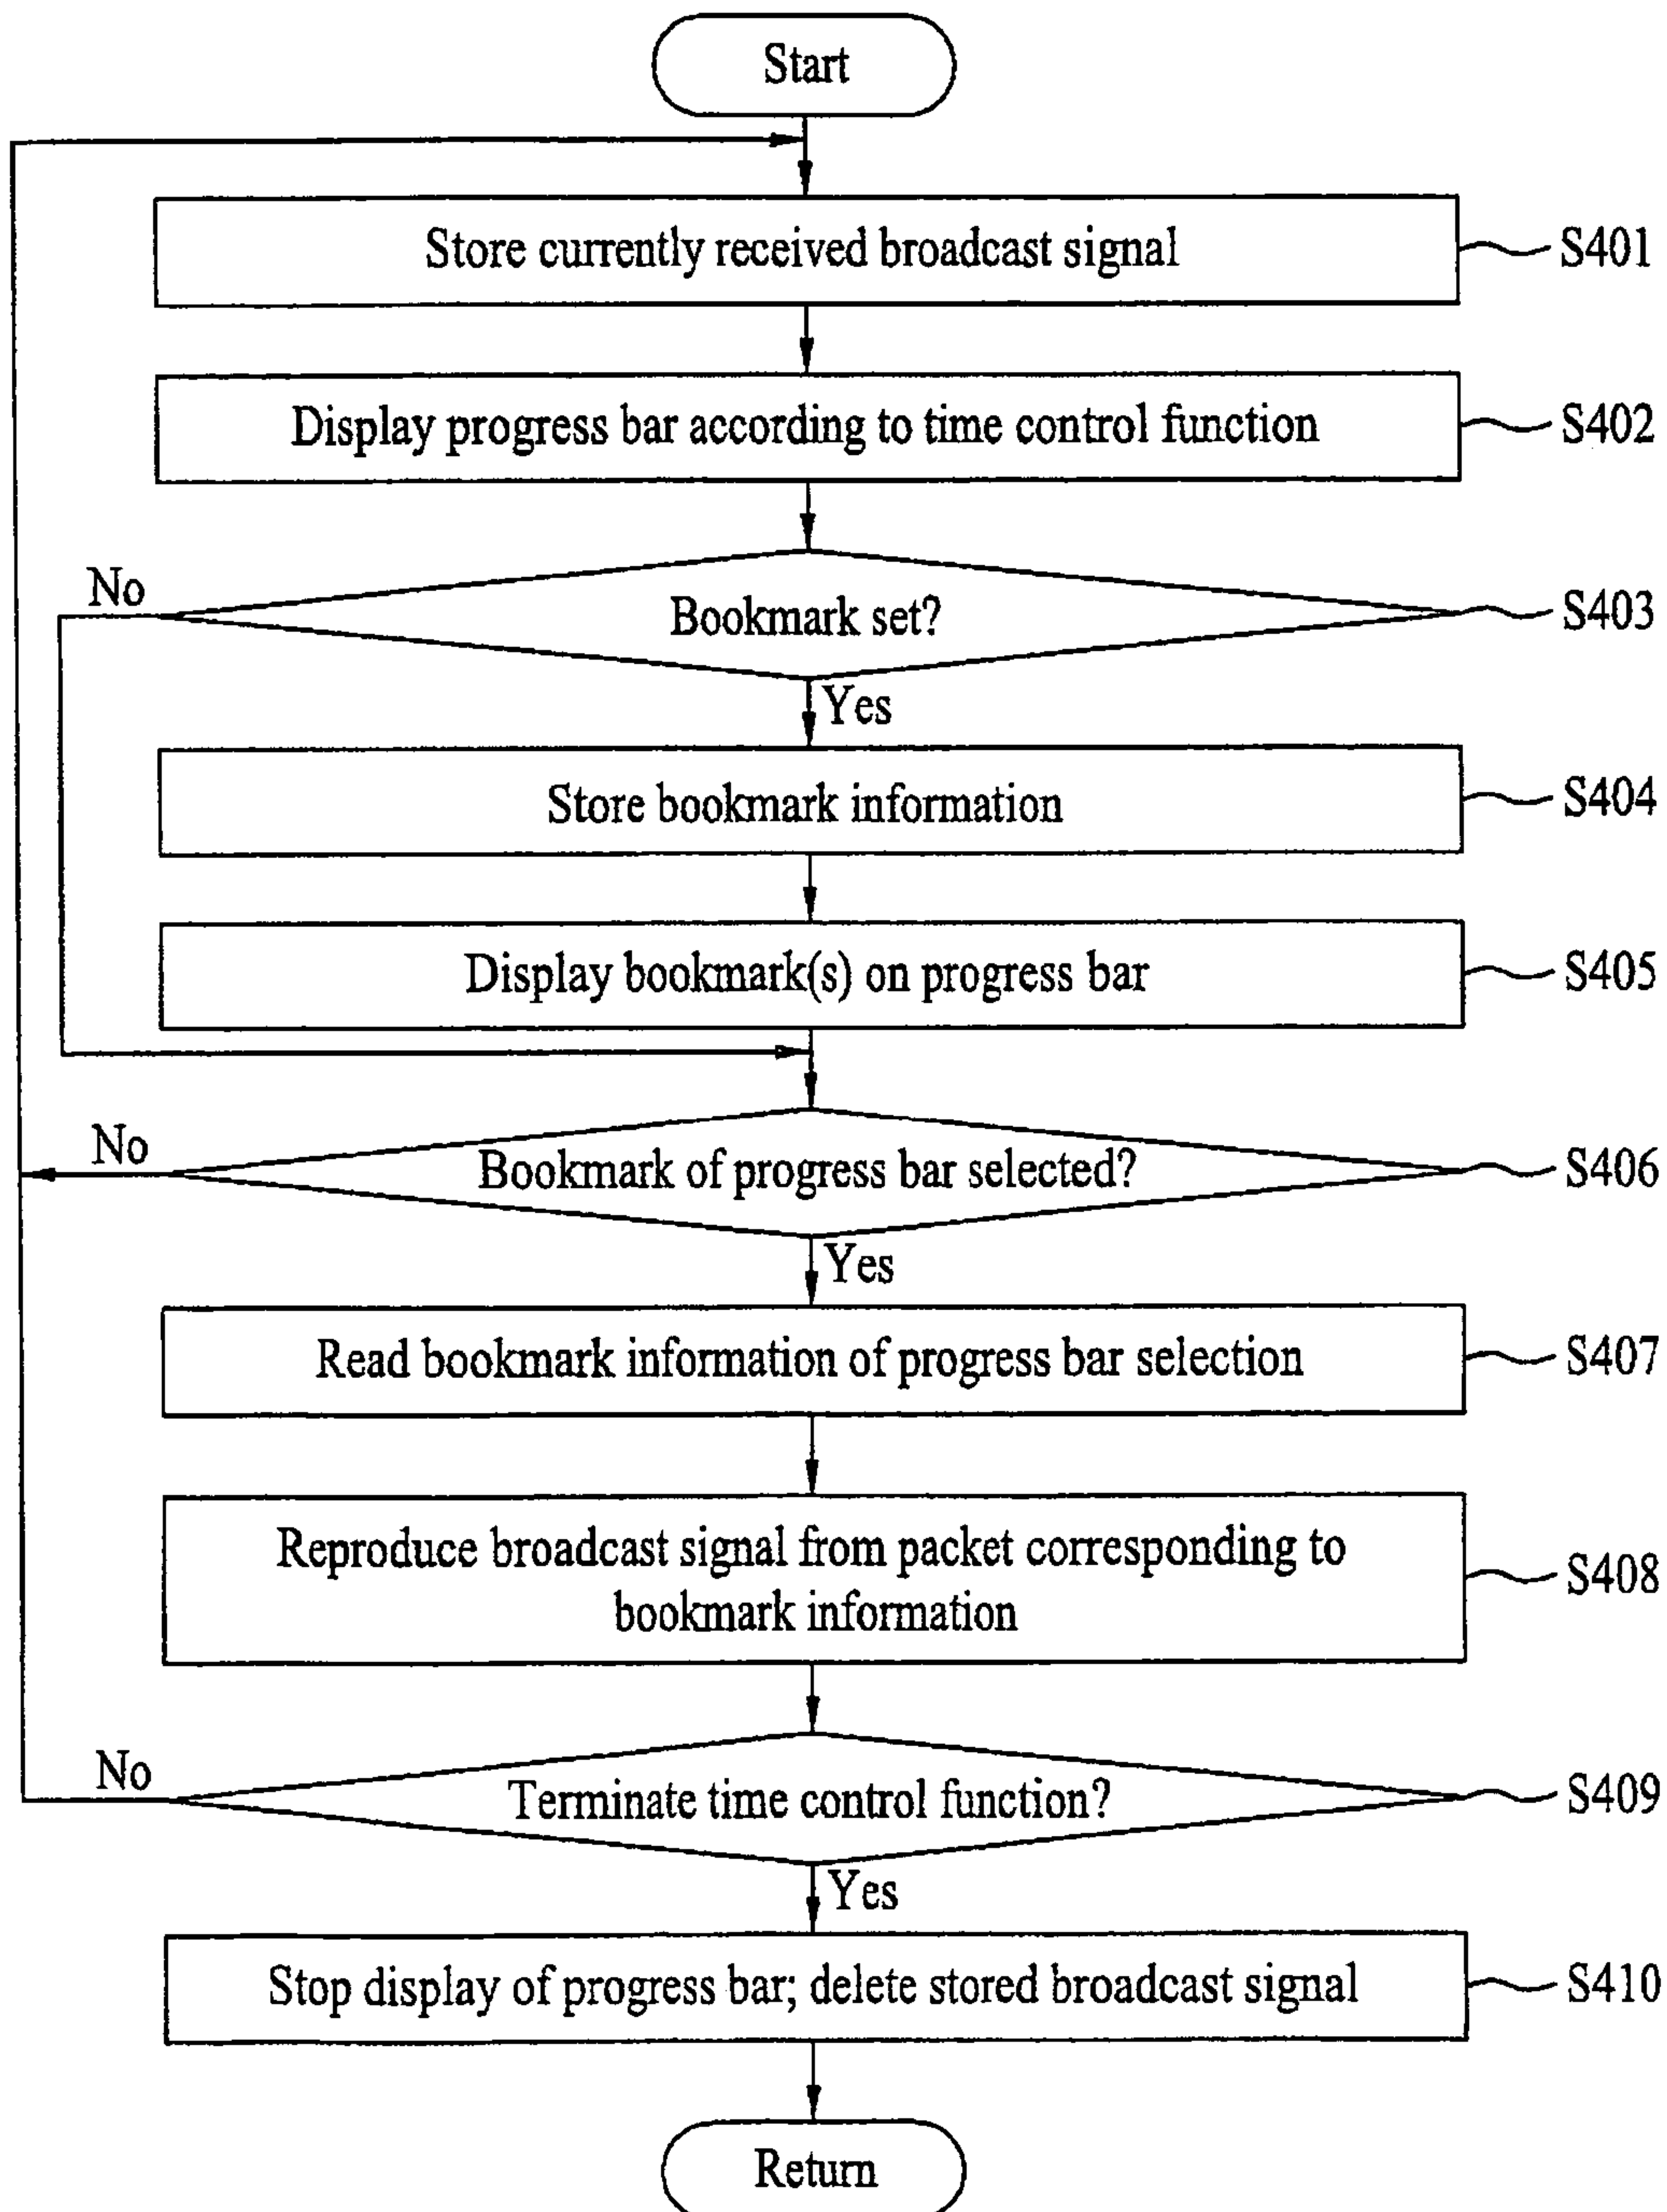 Start
Store currently received broadcast signal
S401
Display progress bar according to time control function
S402
No
Bookmark set?
S403
Yes
Store bookmark information
S404
Display bookmark(s) on progress bar
S405
No
Bookmark of progress bar selected?
S406
Yes
Read bookmark information of progress bar selection
S407
Reproduce broadcast signal from packet corresponding to
bookmark information
S408
No
Terminate time control function?
S409
Yes
Stop display of progress bar; delete stored broadcast signal
S410
Return